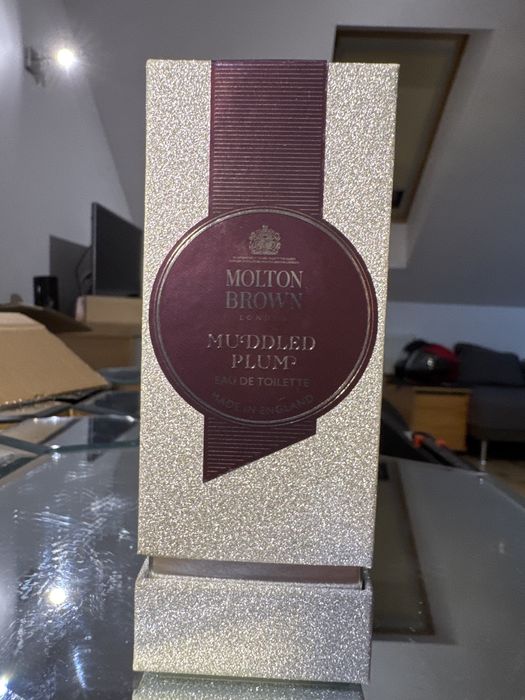 MOLTON
BROWN
LONDON
MUDDLED
PLUM
EAU DE TOILETTE
MADE IN ENGLAND